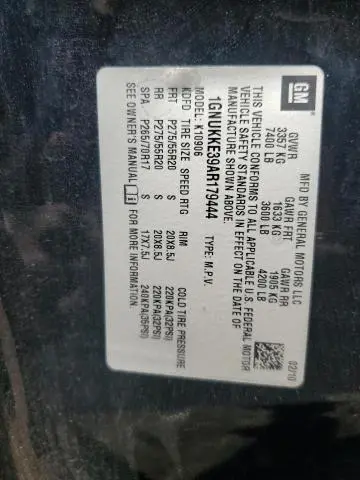 GM
MFD BY GENERAL MOTORS LLC
GVWR GAWR FRT GAWR RR
3357 KG 1633 KG 1905 KG
7400 LB 3600 LB 4200 LB
THIS VEHICLE CONFORMS TO ALL APPLICABLE U.S. FEDERAL MOTOR
VEHICLE SAFETY STANDARDS IN EFFECT ON THE DATE OF
MANUFACTURE SHOWN ABOVE.
02/10
1GNUKKE39AR179444 TYPE: M.P.V.
MODEL: K10906
KDFD TIRE SIZE SPEED RTG RIM COLD TIRE PRESSURE
FRT P275/55R20 S 20X8.5J 220KPA(32PSI)
RR P275/55R20 S 20X8.5J 220KPA(32PSI)
SPA P265/70R17 S 17X7.5J 240KPA(35PSI)
SEE OWNER'S MANUAL FOR MORE INFORMATION.